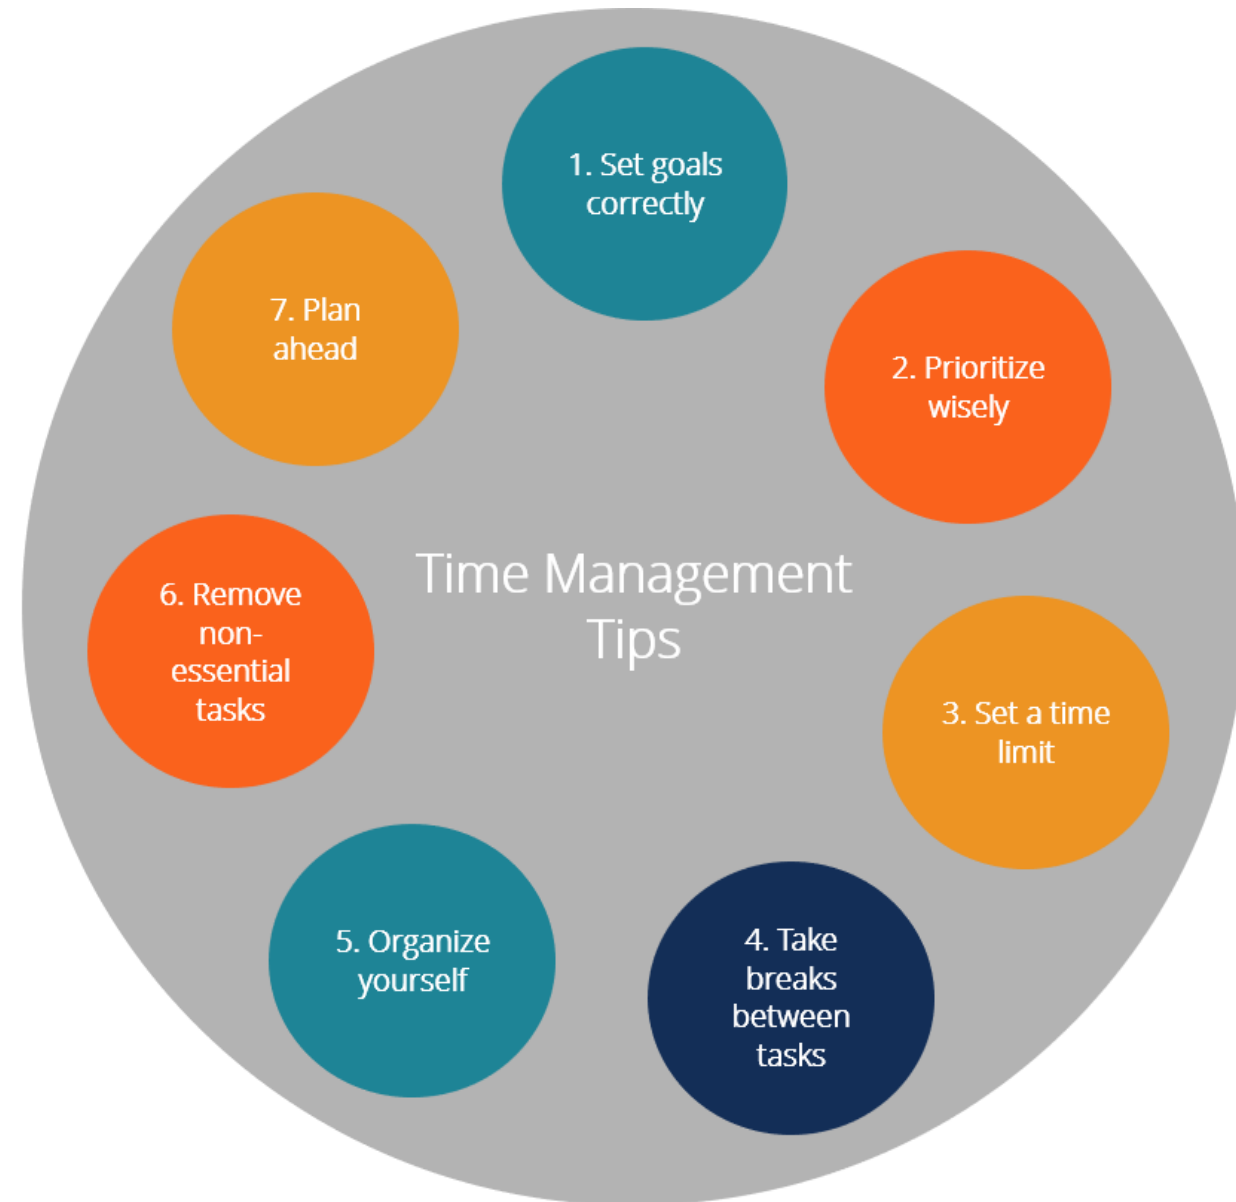 Time Management
Tips
1. Set goals
correctly
2. Prioritize
wisely
3. Set a time
limit
4. Take
breaks
between
tasks
5. Organize
yourself
6. Remove
non-
essential
tasks
7. Plan
ahead